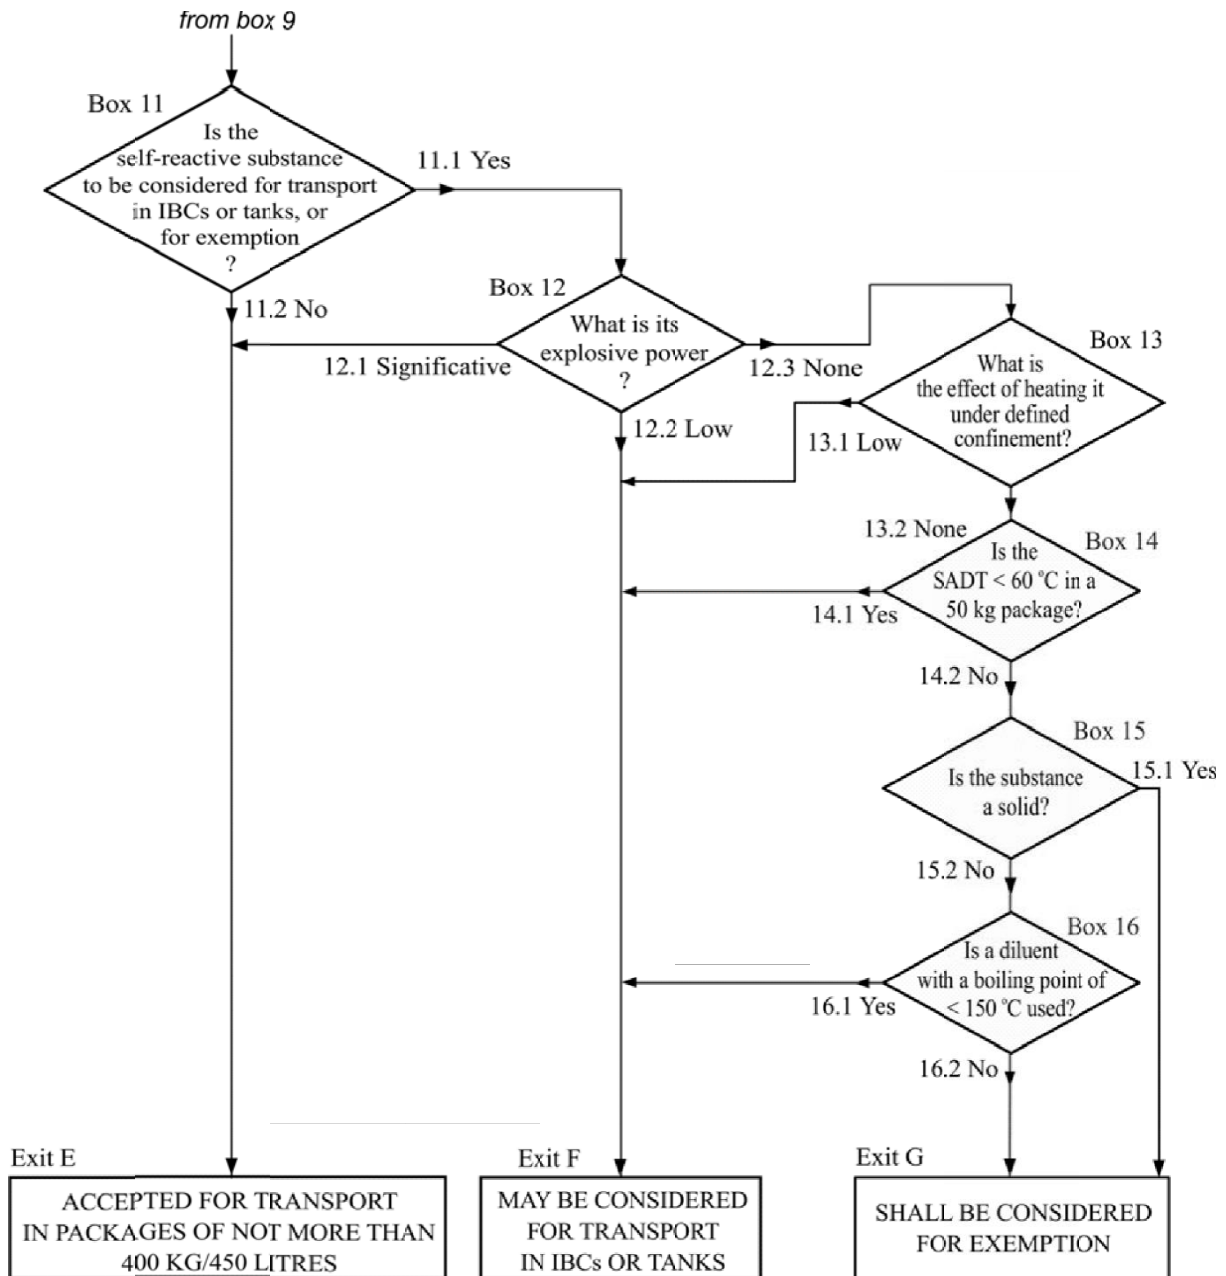 from box 9
Box 11
Is the
self-reactive substance
to be considered for transport
in IBCs or tanks, or
for exemption
?
11.1 Yes
11.2 No
Box 12
What is its
explosive power
?
12.1 Significative
12.3 None
12.2 Low
Box 13
What is
the effect of heating it
under defined
confinement?
13.1 Low
13.2 None
Box 14
Is the
SADT < 60 °C in a
50 kg package?
14.1 Yes
14.2 No
Box 15
Is the substance
a solid?
15.1 Yes
15.2 No
Box 16
Is a diluent
with a boiling point of
< 150 °C used?
16.1 Yes
16.2 No
Exit E
ACCEPTED FOR TRANSPORT
IN PACKAGES OF NOT MORE THAN
400 KG/450 LITRES
Exit F
MAY BE CONSIDERED
FOR TRANSPORT
IN IBCs OR TANKS
Exit G
SHALL BE CONSIDERED
FOR EXEMPTION